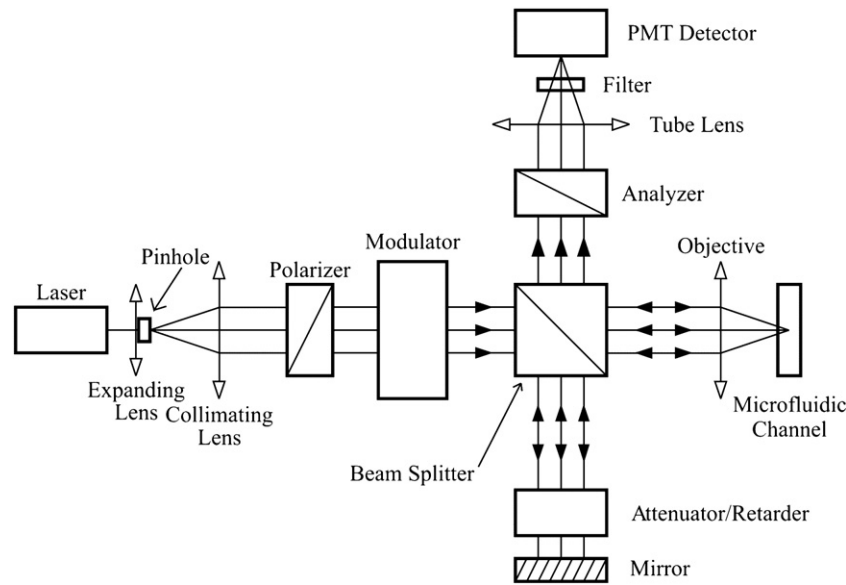 PMT Detector
Filter
Tube Lens
Analyzer
Modulator
Objective
Pinhole
Polarizer
Laser
Expanding
Lens
Collimating
Lens
Microfluidic
Channel
Beam Splitter
Attenuator/Retarder
Mirror